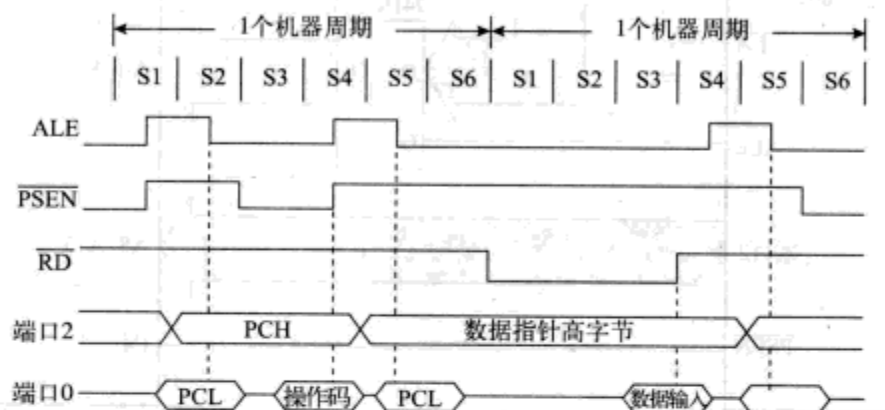 1个机器周期 1个机器周期
S1 S2 S3 S4 S5 S6 S1 S2 S3 S4 S5 S6
ALE
PSEN
RD
端口2 PCH 数据指针高字节
端口0 PCL 操作码 PCL 数据输入